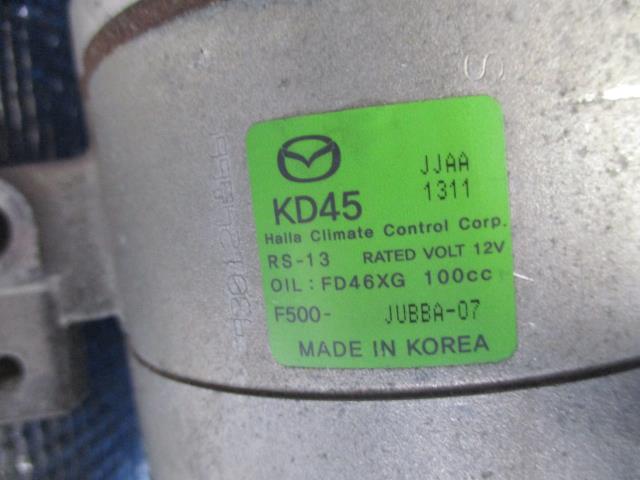 S
JJAA
1311
KD45
Halla Climate Control Corp.
RS-13 RATED VOLT 12V
OIL : FD46XG 100cc
F500- JUBBA-07
MADE IN KOREA